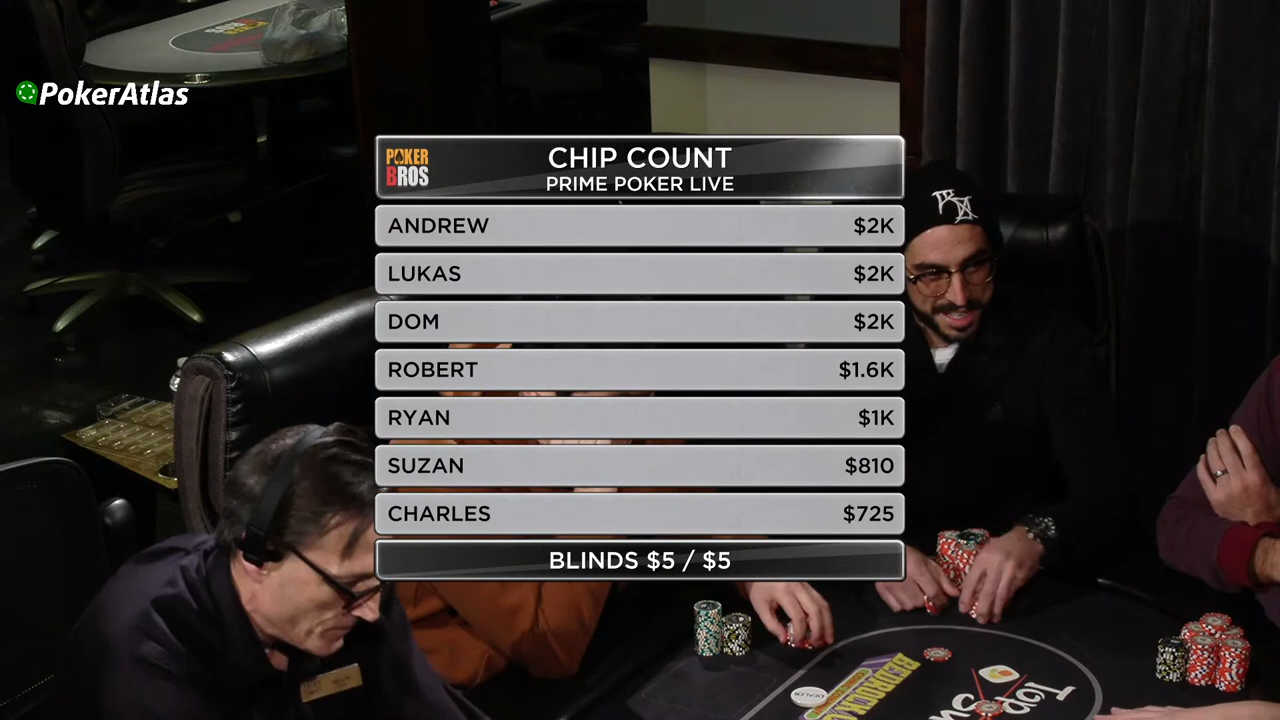 PokerAtlas
POKER
BROS
CHIP COUNT
PRIME POKER LIVE
ANDREW $2K
LUKAS $2K
DOM $2K
ROBERT $1.6K
RYAN $1K
SUZAN $810
CHARLES $725
BLINDS $5 / $5
DEALER